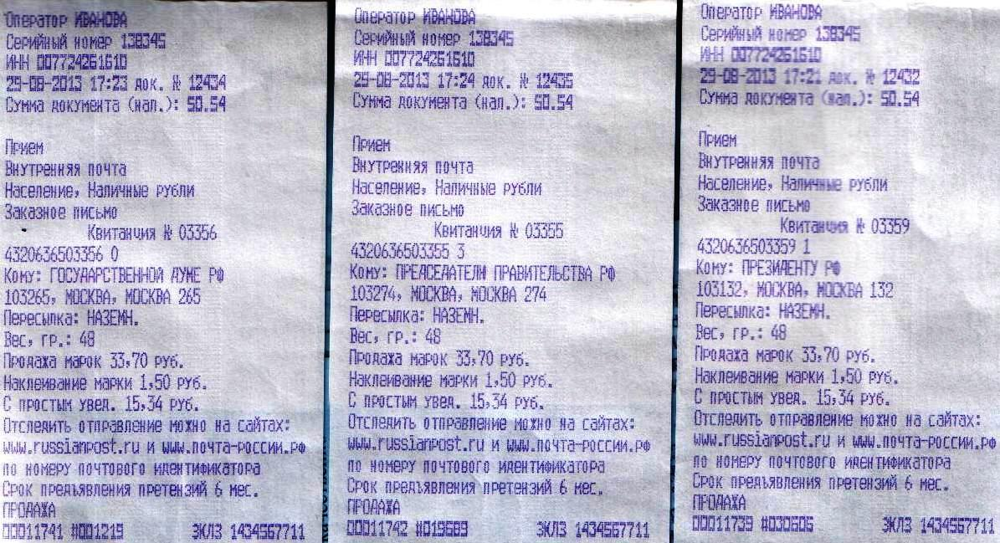 Оператор ИВАНОВА
Серийный номер 138345
ИНН 007724261610
29-08-2013 17:23 док. № 12434
Сумма документа (нал.): 50.54
Прием
Внутренняя почта
Население, Наличные рубли
Заказное письмо
Квитанция № 03356
4320636503356 0
Кому: ГОСУДАРСТВЕННОЙ ДУМЕ РФ
103265, МОСКВА, МОСКВА 265
Пересылка: НАЗЕМН.
Вес, гр.: 48
Продажа марок 33,70 руб.
Наклеивание марки 1,50 руб.
С простым увед. 15,34 руб.
Отследить отправление можно на сайтах:
www.russianpost.ru и www.почта-россии.рф
по номеру почтового идентификатора
Срок предъявления претензий 6 мес.
ПРОДАЖА
00011741 #001219 ЭКЛЗ 1434567711
Оператор ИВАНОВА
Серийный номер 138345
ИНН 007724261610
29-08-2013 17:24 док. № 12435
Сумма документа (нал.): 50.54
Прием
Внутренняя почта
Население, Наличные рубли
Заказное письмо
Квитанция № 03355
4320636503355 3
Кому: ПРЕДСЕДАТЕЛЮ ПРАВИТЕЛЬСТВА РФ
103274, МОСКВА, МОСКВА 274
Пересылка: НАЗЕМН.
Вес, гр.: 48
Продажа марок 33,70 руб.
Наклеивание марки 1,50 руб.
С простым увед. 15,34 руб.
Отследить отправление можно на сайтах:
www.russianpost.ru и www.почта-россии.рф
по номеру почтового идентификатора
Срок предъявления претензий 6 мес.
ПРОДАЖА
00011742 #019689 ЭКЛЗ 1434567711
Оператор ИВАНОВА
Серийный номер 138345
ИНН 007724261610
29-08-2013 17:21 док. № 12432
Сумма документа (нал.): 50.54
Прием
Внутренняя почта
Население, Наличные рубли
Заказное письмо
Квитанция № 03359
4320636503359 1
Кому: ПРЕЗИДЕНТУ РФ
103132, МОСКВА, МОСКВА 132
Пересылка: НАЗЕМН.
Вес, гр.: 48
Продажа марок 33,70 руб.
Наклеивание марки 1,50 руб.
С простым увед. 15,34 руб.
Отследить отправление можно на сайтах:
www.russianpost.ru и www.почта-россии.рф
по номеру почтового идентификатора
Срок предъявления претензий 6 мес.
ПРОДАЖА
00011739 #030606 ЭКЛЗ 1434567711